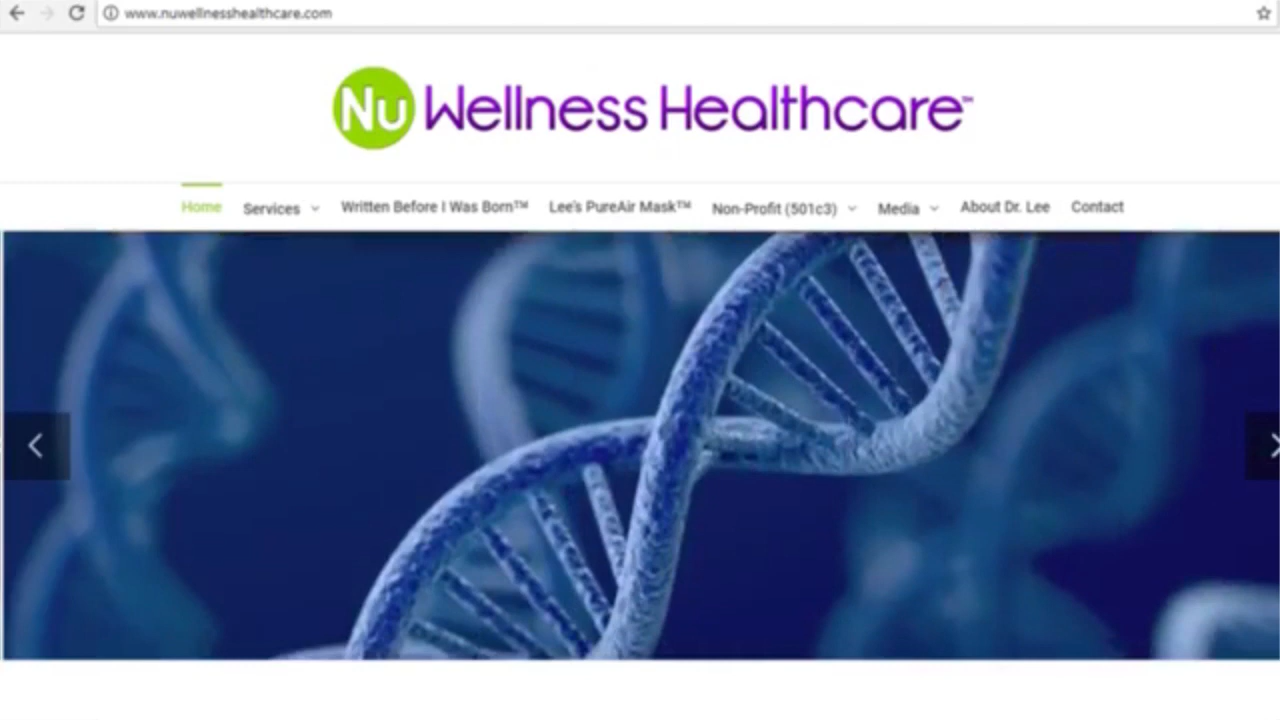 www.nuwellnesshealthcare.com
Nu Wellness Healthcare™
Home Services Written Before I Was Born™ Lee's PureAir Mask™ Non-Profit (501c3) Media About Dr. Lee Contact